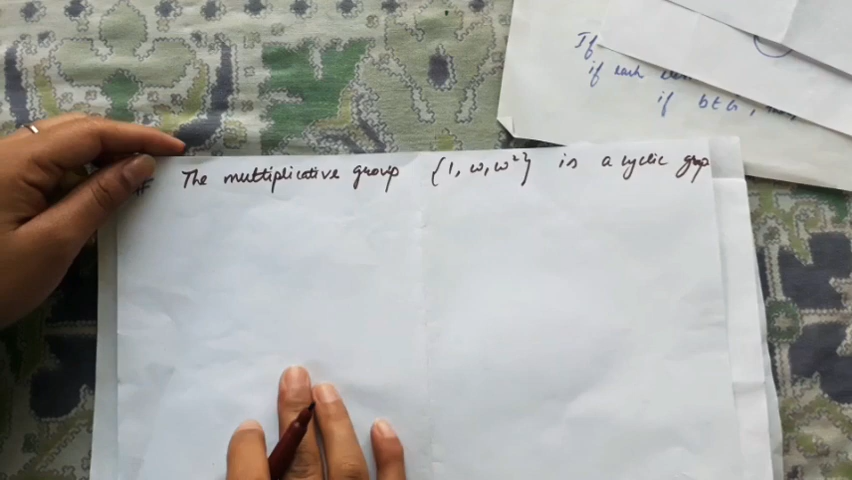 If
if each
if b∈G,
The multiplicative group {1, ω, ω²} is a cyclic grp